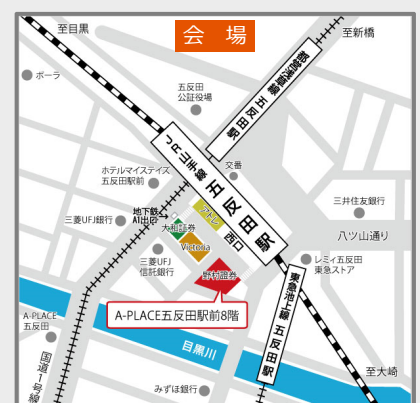 会 場
至目黒
至新橋
ポーラ
五反田
公証役場
都営浅草線 五反田駅
JR山手線 五反田駅
ホテルマイステイズ
五反田駅前
交番
地下鉄
A1出口
アトレ
三井住友銀行
三菱UFJ銀行
大和証券
西口
八ツ山通り
Victoria
三菱UFJ
信託銀行
レミィ五反田
東急ストア
野村證券
東急池上線 五反田駅
A-PLACE五反田駅前8階
A-PLACE
五反田
目黒川
国道1号線
至大崎
みずほ銀行